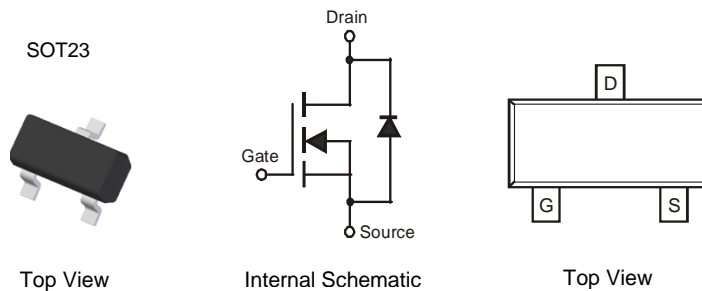 SOT23
Top View
Drain
Gate
Source
Internal Schematic
D
G
S
Top View